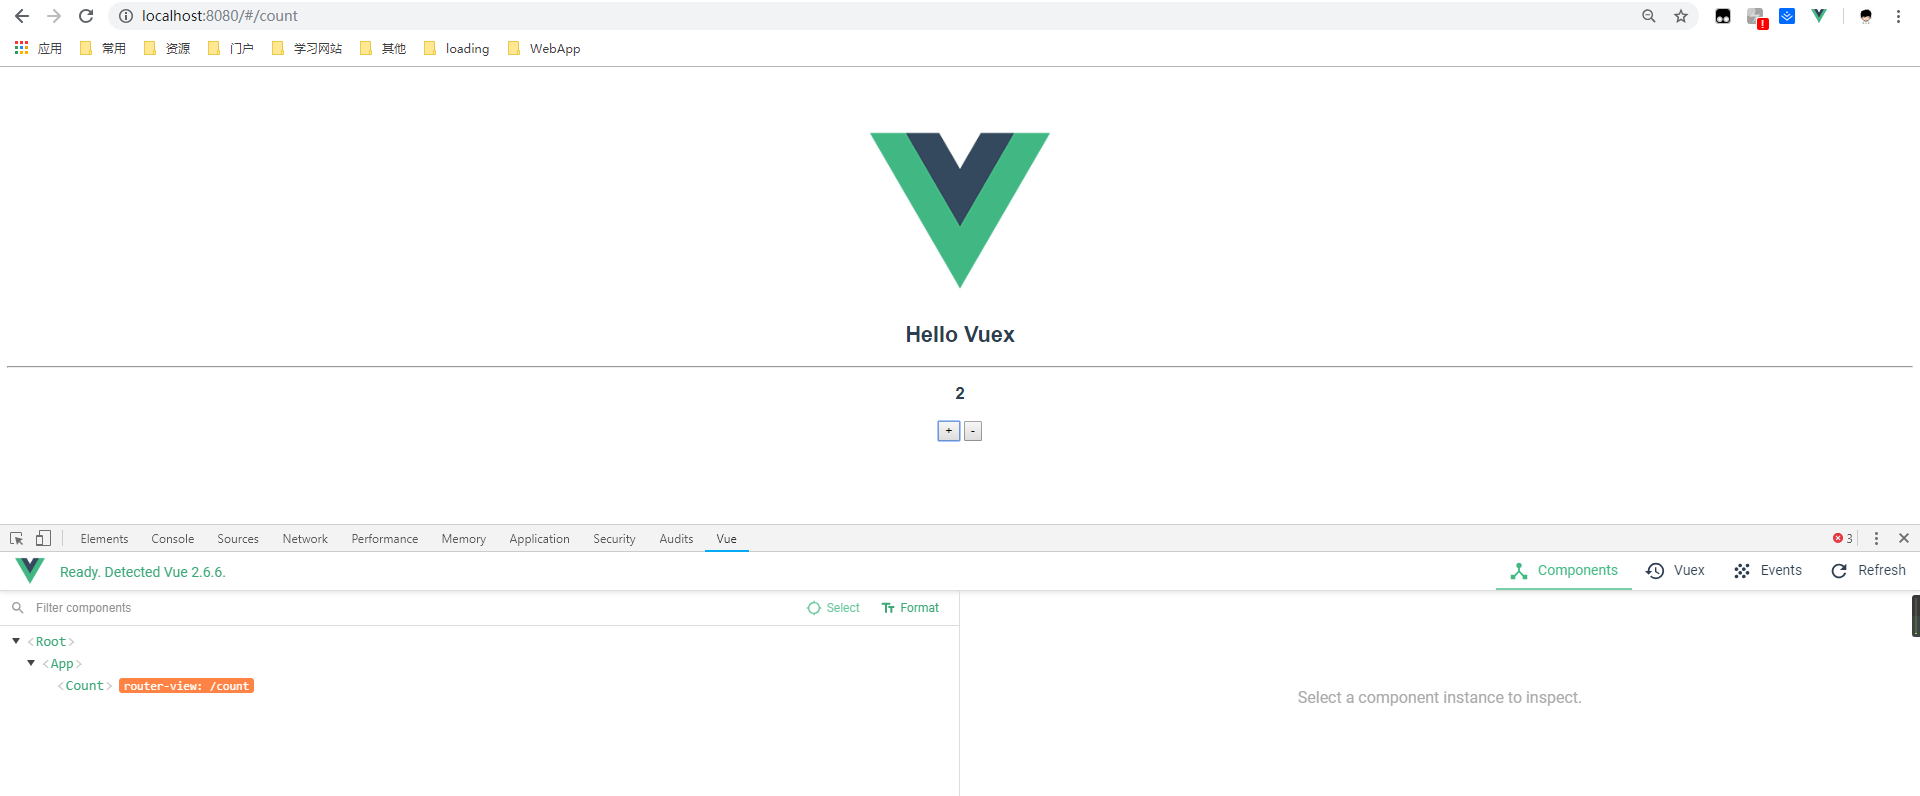 localhost:8080/#/count
应用 常用 资源 门户 学习网站 其他 loading WebApp
Hello Vuex
2
+ -
Elements Console Sources Network Performance Memory Application Security Audits Vue 3
Ready. Detected Vue 2.6.6. Components Vuex Events Refresh
Filter components Select Format
<Root>
<App>
<Count> router-view: /count
Select a component instance to inspect.